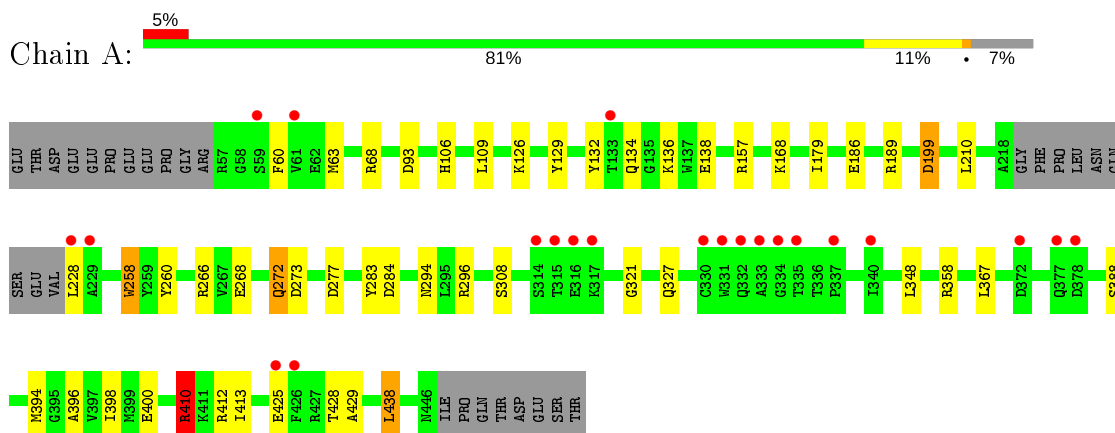 5%
Chain A:
81% 11% • 7%
GLU THR ASP GLU GLU PRO GLU GLU PRO GLY ARG R57 G58 S59 F60 V61 E62 M63 R68 D93 H106 L109 K126 Y129 Y132 T133 Q134 G135 K136 W137 E138 R157 K168 I179 E186 R189 D199 L210 A218 GLY PHE PRO LEU ASN GLN
SER GLU VAL L228 A229 W258 Y259 Y260 R266 V267 E268 Q272 D273 D277 Y283 D284 N294 L295 R296 S308 S314 T315 E316 K317 G321 Q327 C330 W331 Q332 A333 G334 T335 T336 P337 I340 L348 R358 L367 D372 Q377 D378 S388
M394 G395 A396 V397 I398 M399 E400 R410 K411 R412 I413 E425 F426 R427 T428 A429 L438 N446 ILE PRO GLN THR ASP GLU SER THR